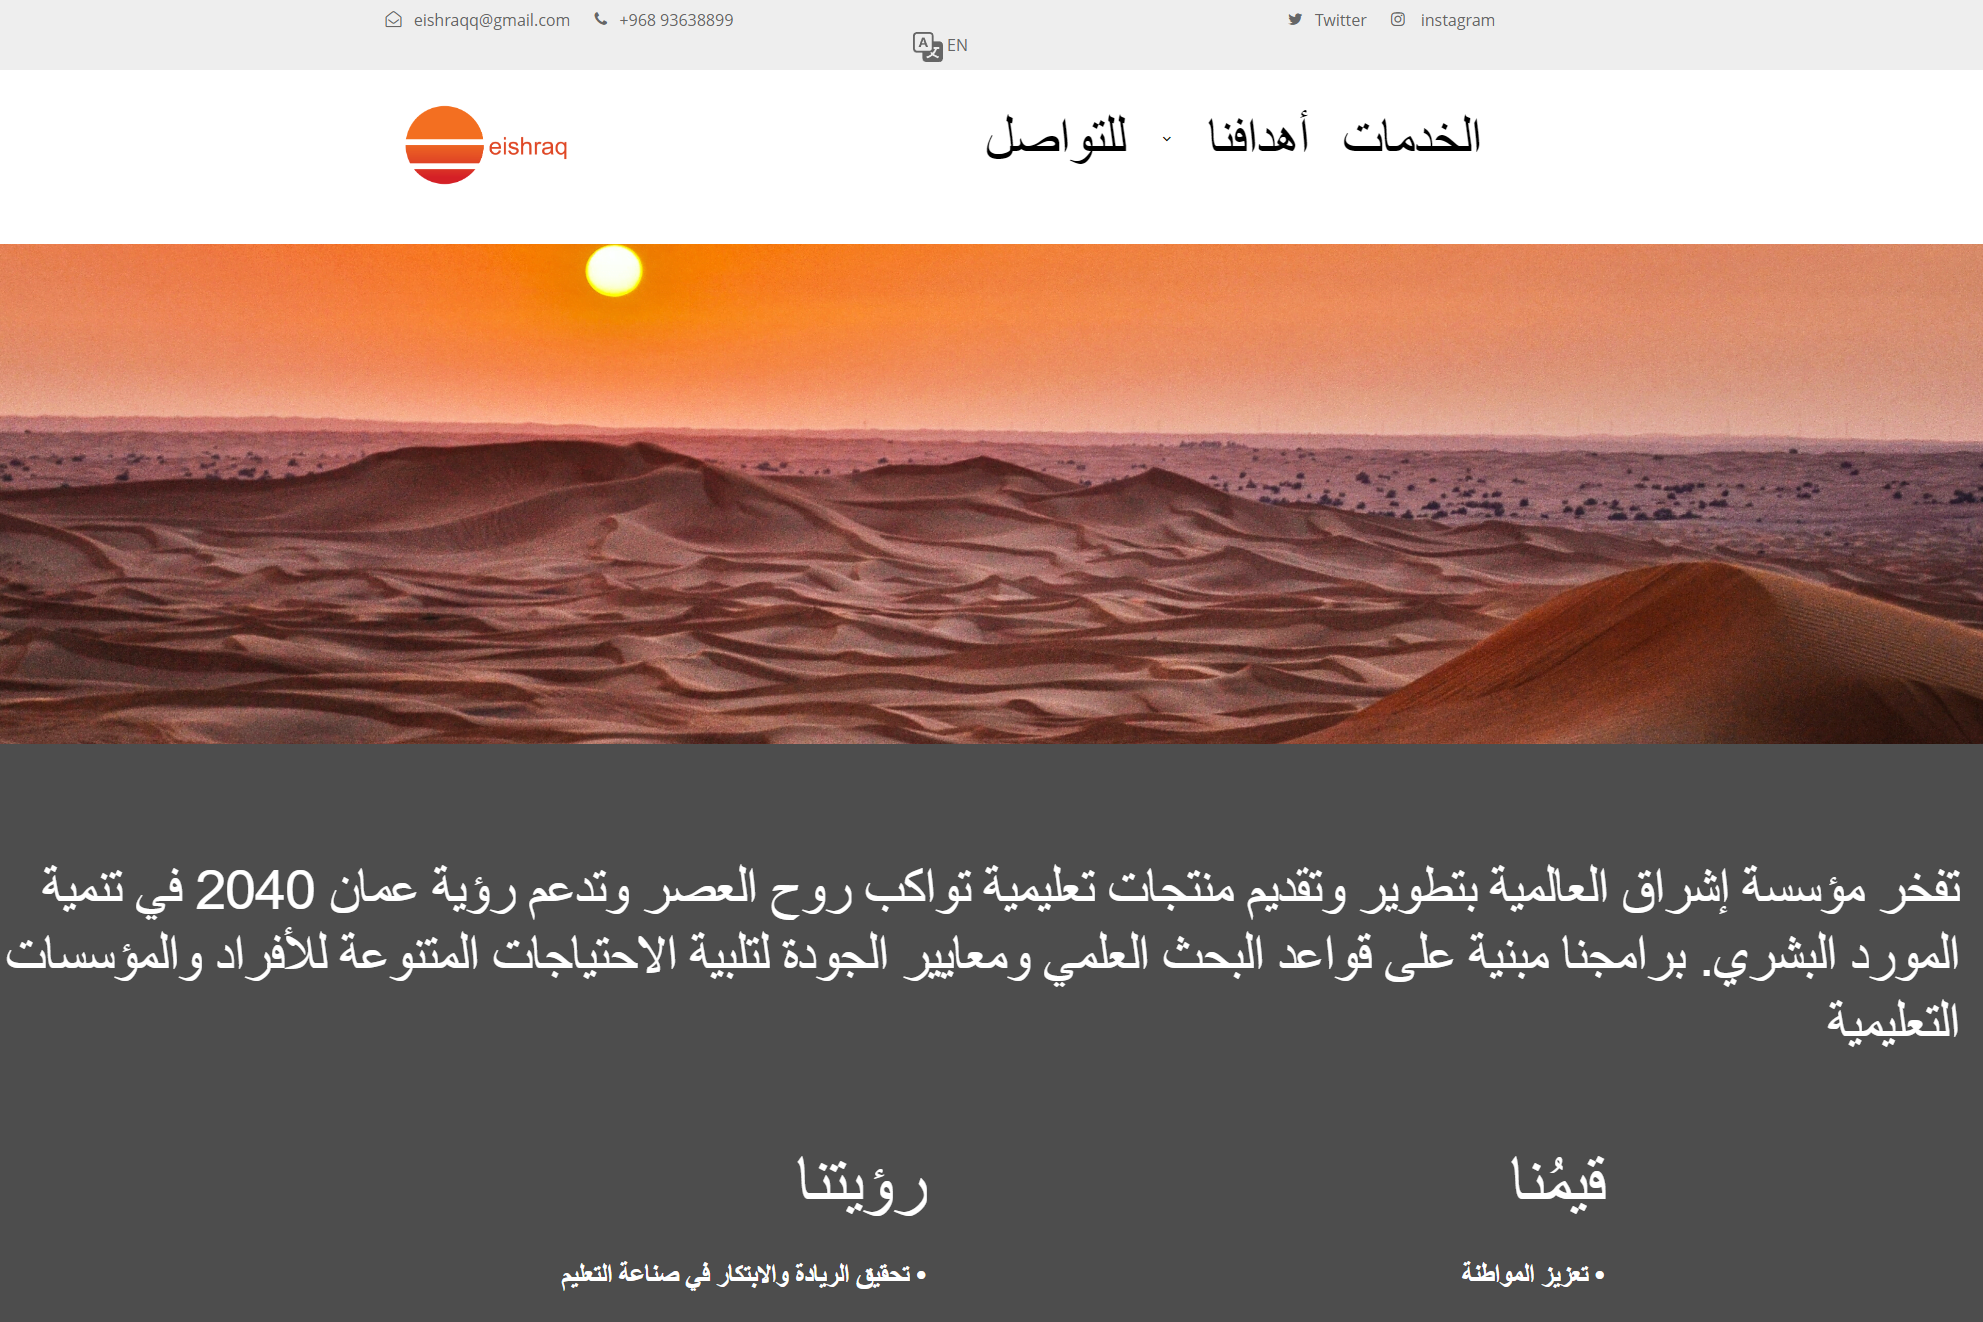 eishraqq@gmail.com +968 93638899 Twitter instagram
EN
eishraq
الخدمات أهدافنا للتواصل
تفخر مؤسسة إشراق العالمية بتطوير وتقديم منتجات تعليمية تواكب روح العصر وتدعم رؤية عمان 2040 في تنمية
المورد البشري. برامجنا مبنية على قواعد البحث العلمي ومعايير الجودة لتلبية الاحتياجات المتنوعة للأفراد والمؤسسات
التعليمية
قيمُنا
• تعزيز المواطنة
رؤيتنا
• تحقيق الريادة والابتكار في صناعة التعليم